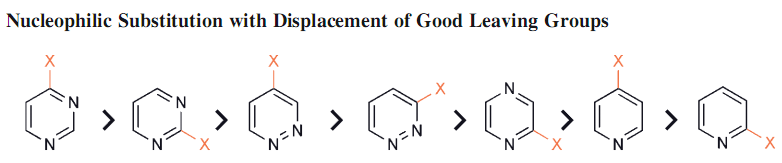 Nucleophilic Substitution with Displacement of Good Leaving Groups
X N N > N N X > X N N > X N N > N N X > X N > N X